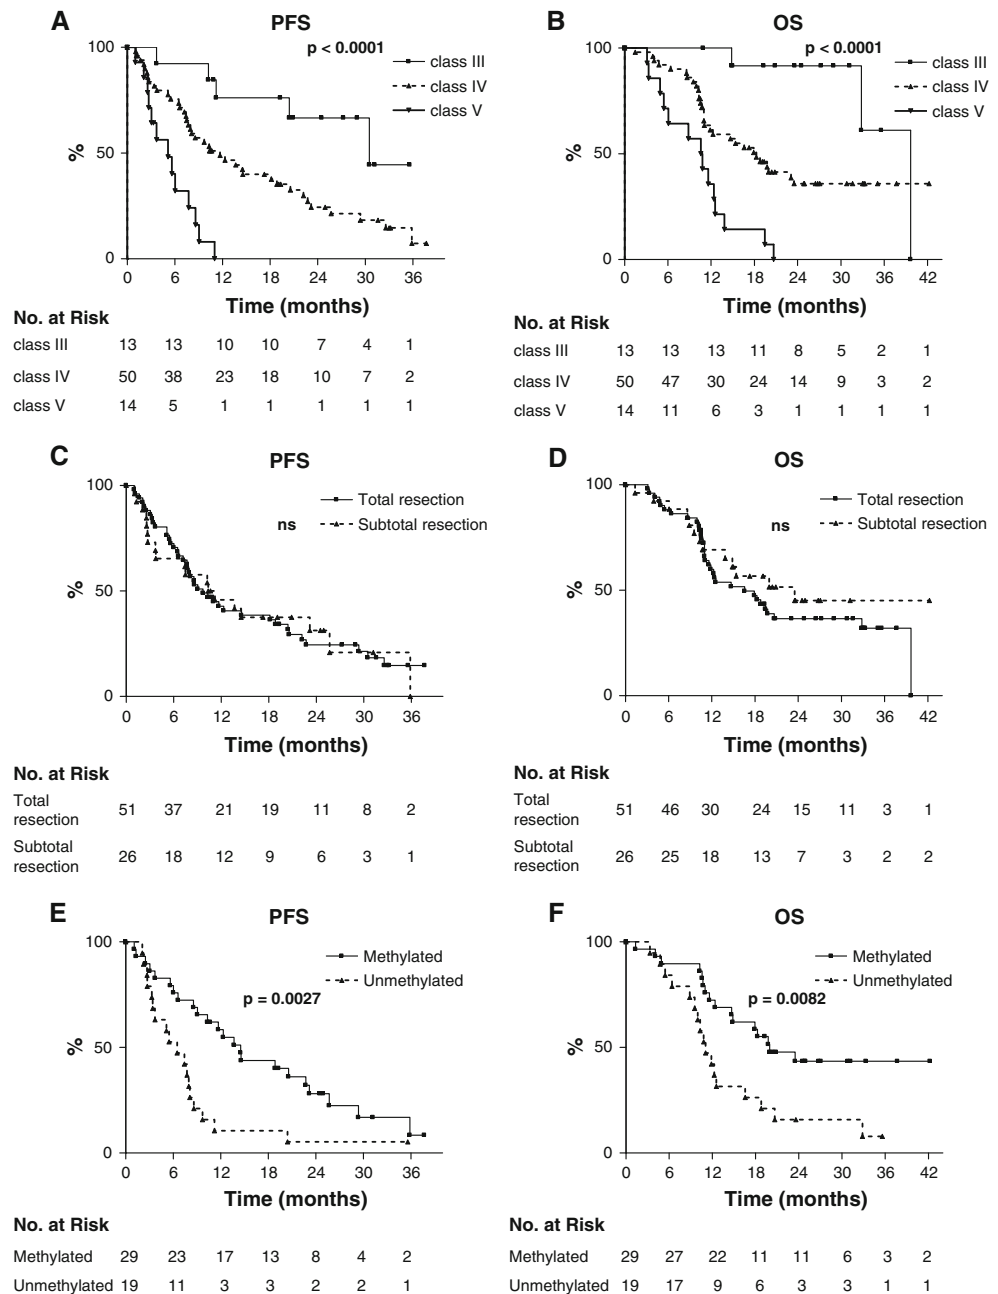 A
PFS
p < 0.0001
class III
class IV
class V
100
50
0
%
0 6 12 18 24 30 36
Time (months)
No. at Risk
class III 13 13 10 10 7 4 1
class IV 50 38 23 18 10 7 2
class V 14 5 1 1 1 1 1
B
OS
p < 0.0001
class III
class IV
class V
100
50
0
%
0 6 12 18 24 30 36 42
Time (months)
No. at Risk
class III 13 13 13 11 8 5 2 1
class IV 50 47 30 24 14 9 3 2
class V 14 11 6 3 1 1 1 1
C
PFS
Total resection
ns
Subtotal resection
100
50
0
%
0 6 12 18 24 30 36
Time (months)
No. at Risk
Total
resection 51 37 21 19 11 8 2
Subtotal
resection 26 18 12 9 6 3 1
D
OS
Total resection
ns
Subtotal resection
100
50
0
%
0 6 12 18 24 30 36 42
Time (months)
No. at Risk
Total
resection 51 46 30 24 15 11 3 1
Subtotal
resection 26 25 18 13 7 3 2 2
E
PFS
Methylated
Unmethylated
p = 0.0027
100
50
0
%
0 6 12 18 24 30 36
Time (months)
No. at Risk
Methylated 29 23 17 13 8 4 2
Unmethylated 19 11 3 3 2 2 1
F
OS
Methylated
Unmethylated
p = 0.0082
100
50
0
%
0 6 12 18 24 30 36 42
Time (months)
No. at Risk
Methylated 29 27 22 11 11 6 3 2
Unmethylated 19 17 9 6 3 3 1 1